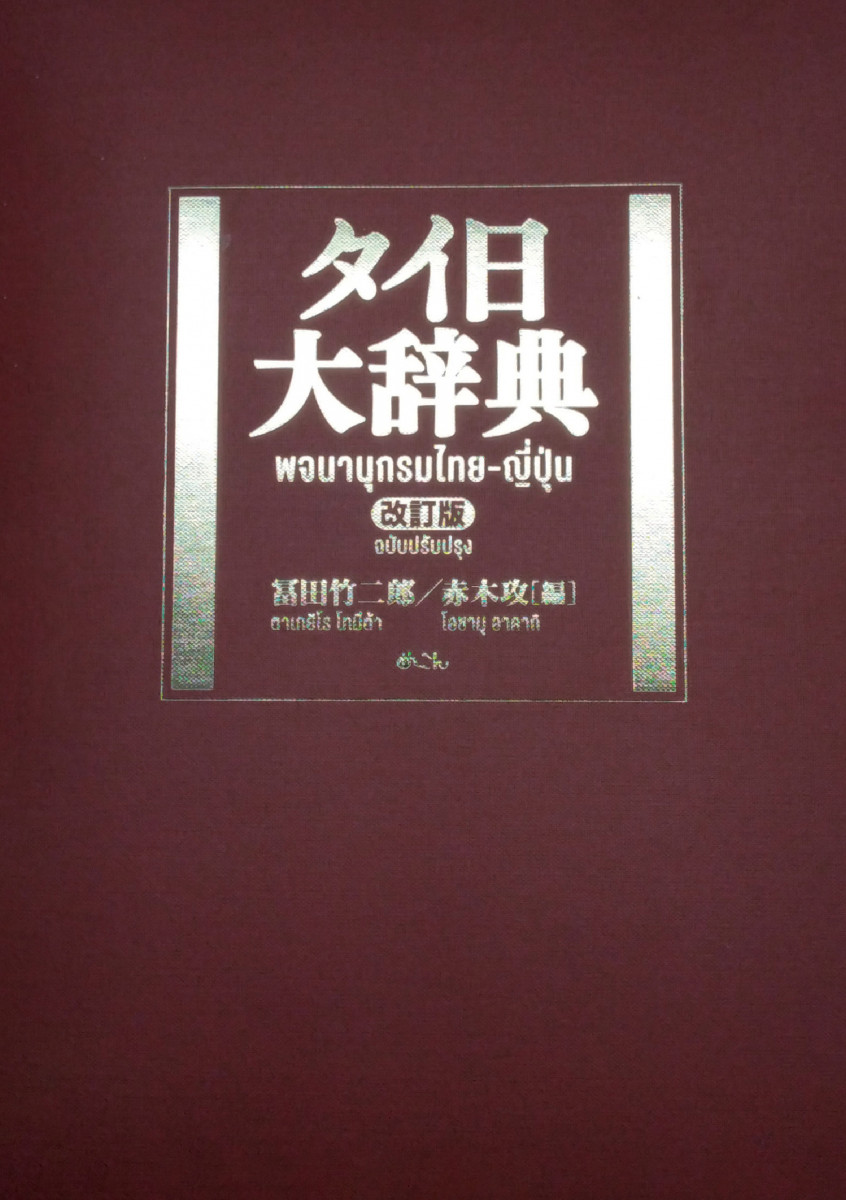 タイ日
大辞典
พจนานุกรมไทย-ญี่ปุ่น
改訂版
ฉบับปรับปรุง
冨田竹二郎／赤木攻[編]
ตาเกยิโร โทมิต้า โอซามุ อาคากิ
めこん